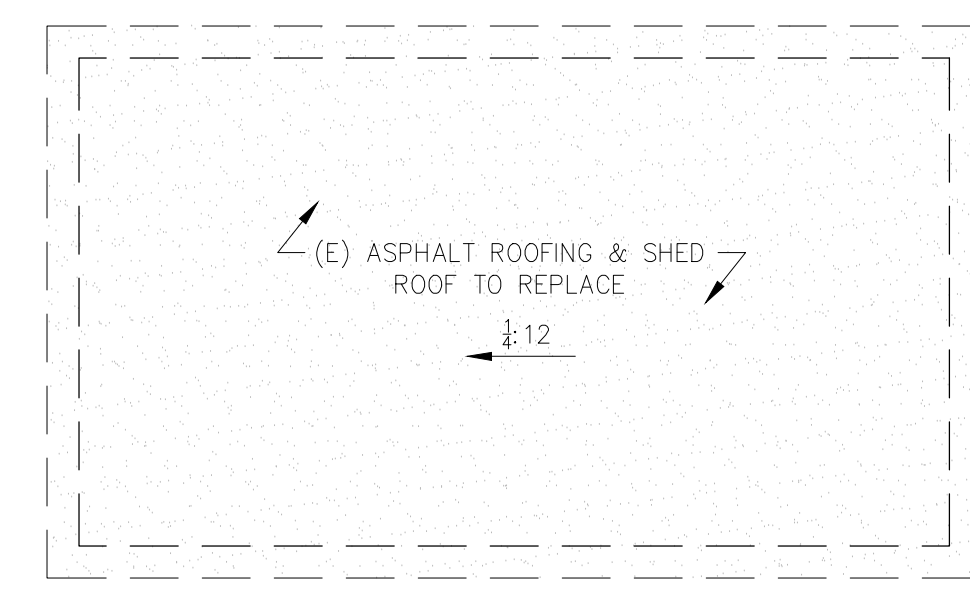 (E) ASPHALT ROOFING & SHED
ROOF TO REPLACE
1/4:12